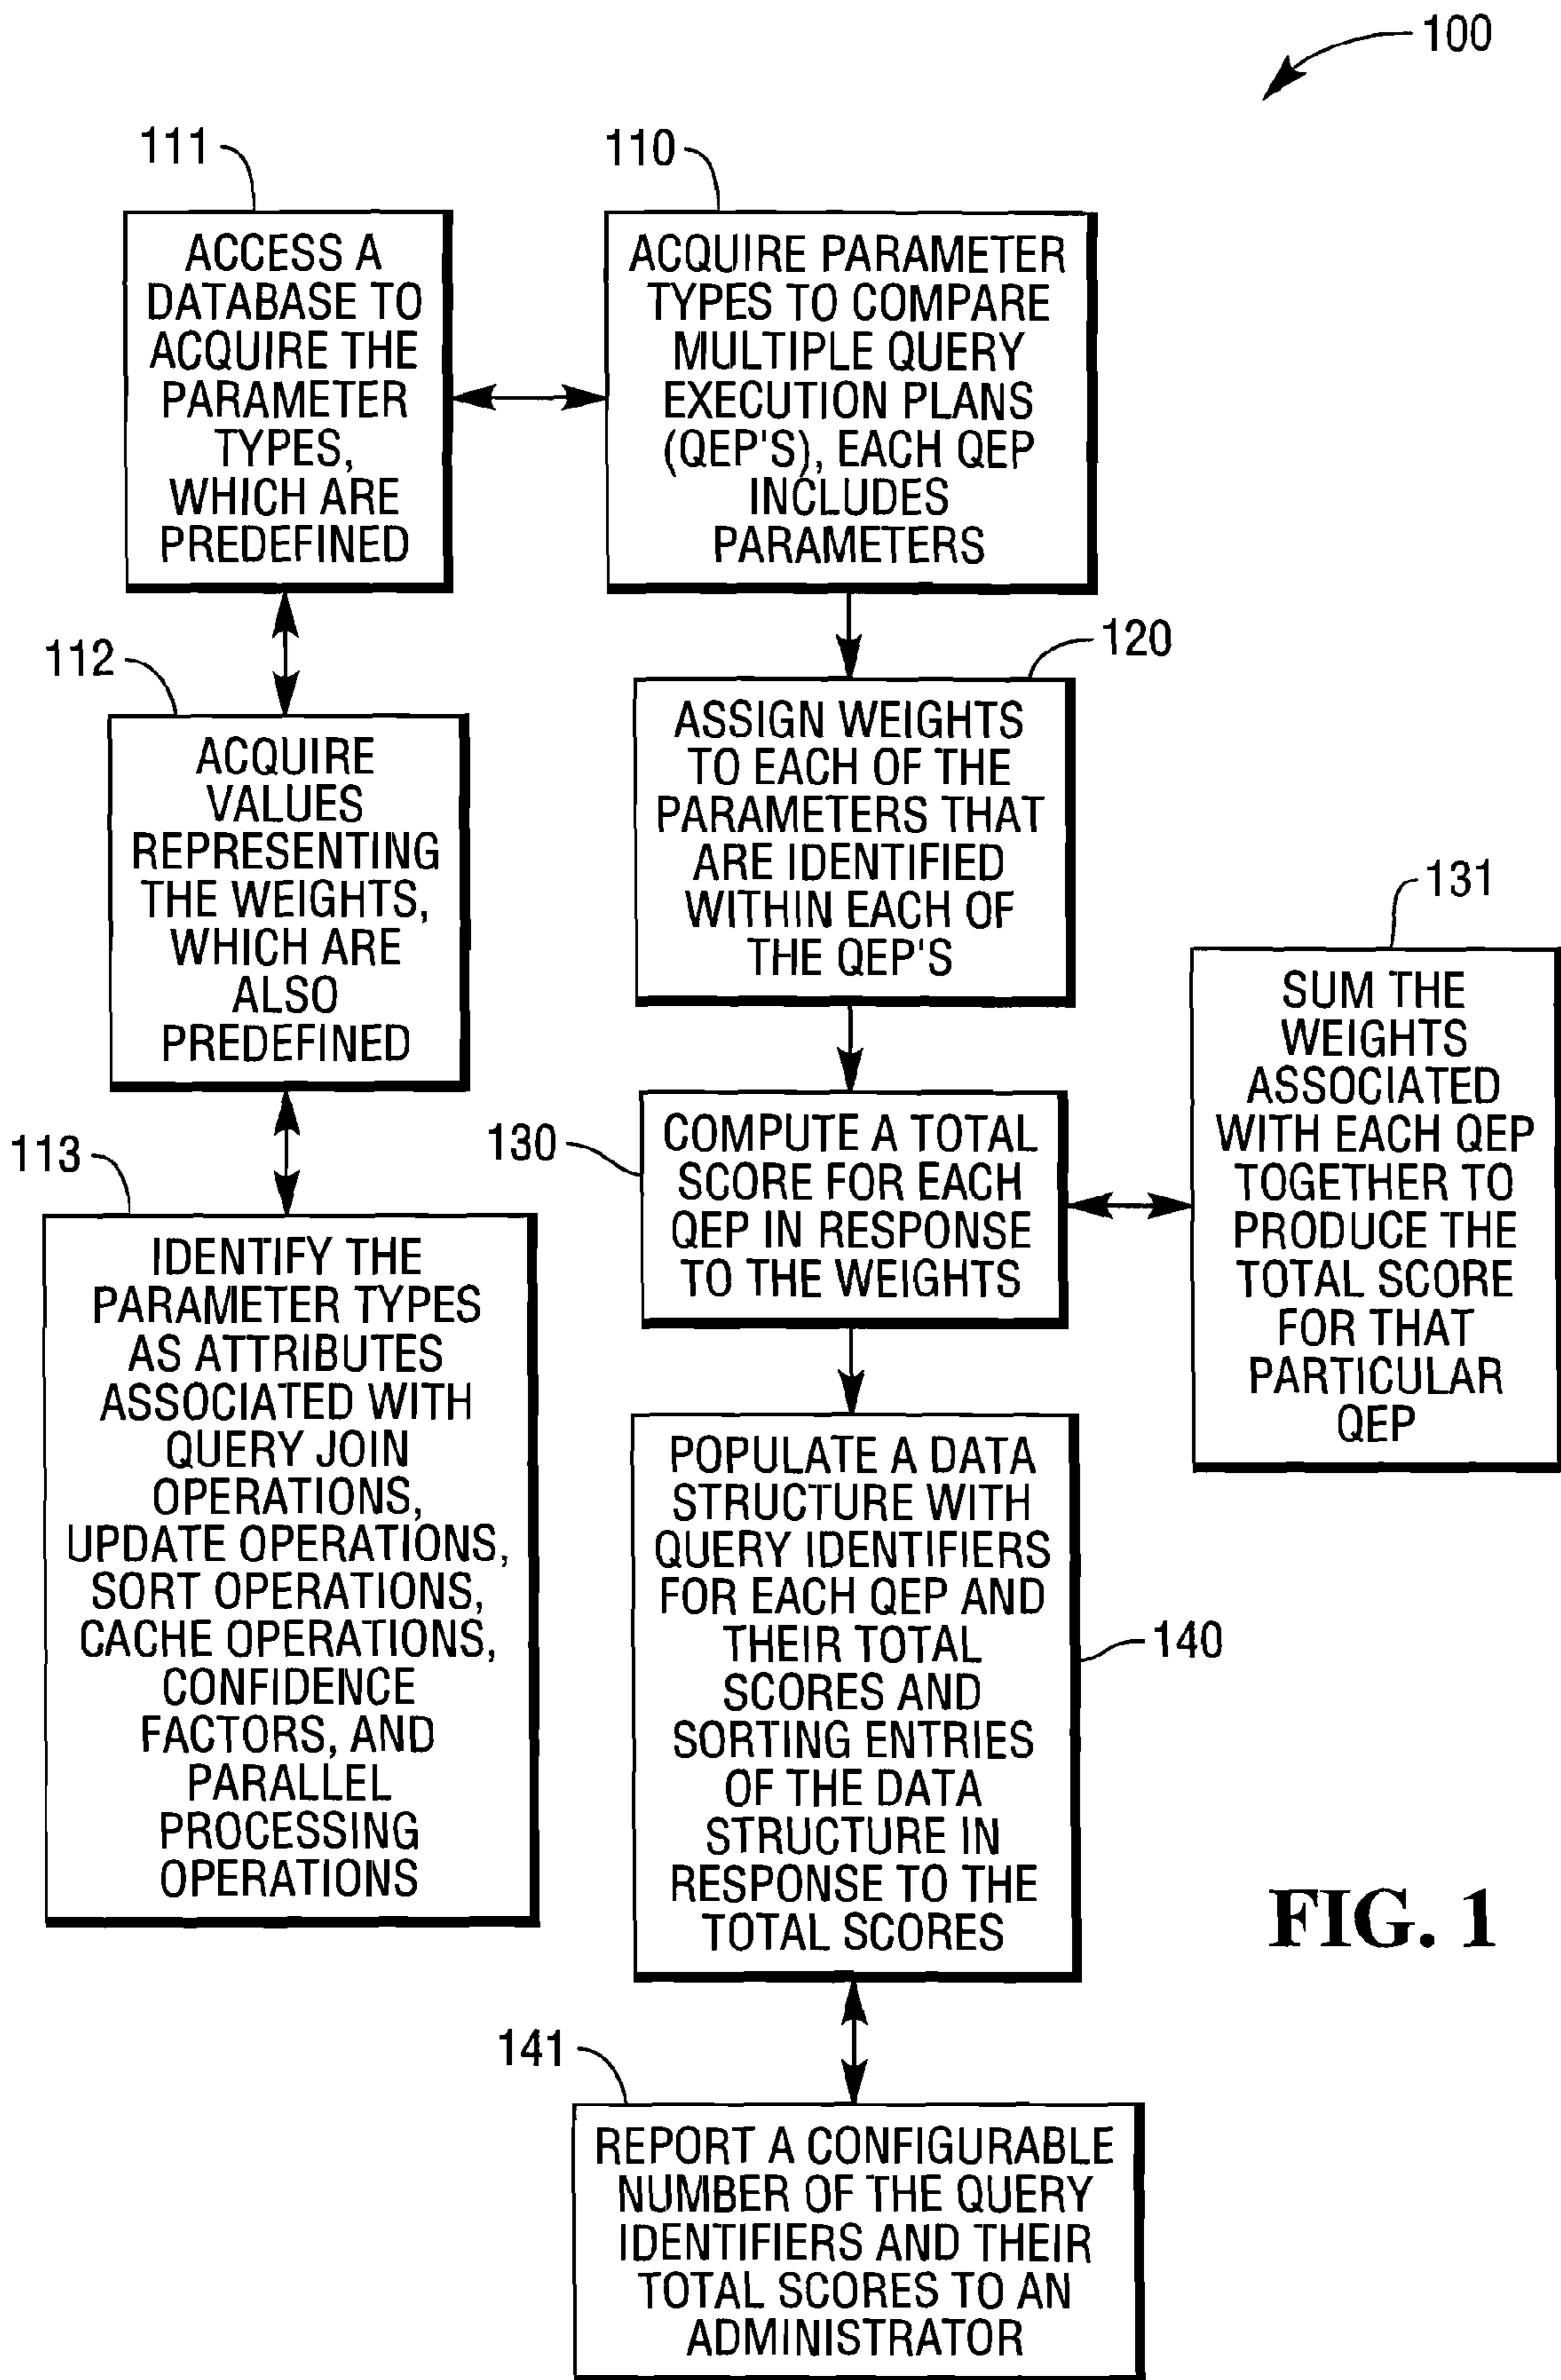 100
111
ACCESS A
DATABASE TO
ACQUIRE THE
PARAMETER
TYPES,
WHICH ARE
PREDEFINED
110
ACQUIRE PARAMETER
TYPES TO COMPARE
MULTIPLE QUERY
EXECUTION PLANS
(QEP'S), EACH QEP
INCLUDES
PARAMETERS
112
ACQUIRE
VALUES
REPRESENTING
THE WEIGHTS,
WHICH ARE
ALSO
PREDEFINED
120
ASSIGN WEIGHTS
TO EACH OF THE
PARAMETERS THAT
ARE IDENTIFIED
WITHIN EACH OF
THE QEP'S
131
SUM THE
WEIGHTS
ASSOCIATED
WITH EACH QEP
TOGETHER TO
PRODUCE THE
TOTAL SCORE
FOR THAT
PARTICULAR
QEP
113
IDENTIFY THE
PARAMETER TYPES
AS ATTRIBUTES
ASSOCIATED WITH
QUERY JOIN
OPERATIONS,
UPDATE OPERATIONS,
SORT OPERATIONS,
CACHE OPERATIONS,
CONFIDENCE
FACTORS, AND
PARALLEL
PROCESSING
OPERATIONS
130
COMPUTE A TOTAL
SCORE FOR EACH
QEP IN RESPONSE
TO THE WEIGHTS
POPULATE A DATA
STRUCTURE WITH
QUERY IDENTIFIERS
FOR EACH QEP AND
THEIR TOTAL
SCORES AND
SORTING ENTRIES
OF THE DATA
STRUCTURE IN
RESPONSE TO THE
TOTAL SCORES
140
FIG. 1
141
REPORT A CONFIGURABLE
NUMBER OF THE QUERY
IDENTIFIERS AND THEIR
TOTAL SCORES TO AN
ADMINISTRATOR